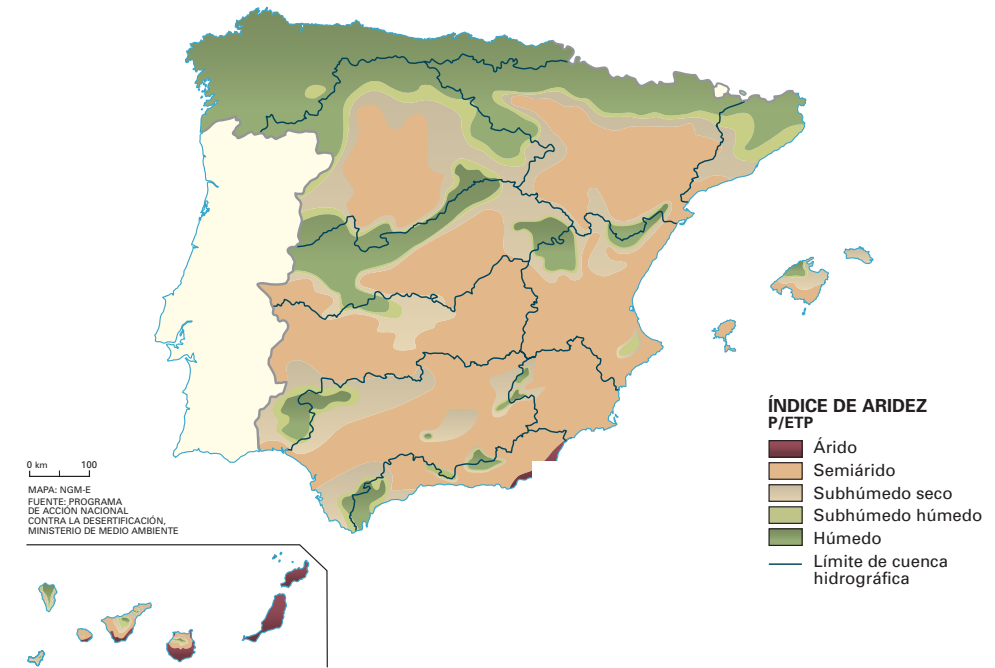 ÍNDICE DE ARIDEZ
P/ETP
Árido
Semiárido
Subhúmedo seco
Subhúmedo húmedo
Húmedo
Límite de cuenca
hidrográfica
0 km 100
MAPA: NGM-E
FUENTE: PROGRAMA
DE ACCIÓN NACIONAL
CONTRA LA DESERTIFICACIÓN,
MINISTERIO DE MEDIO AMBIENTE